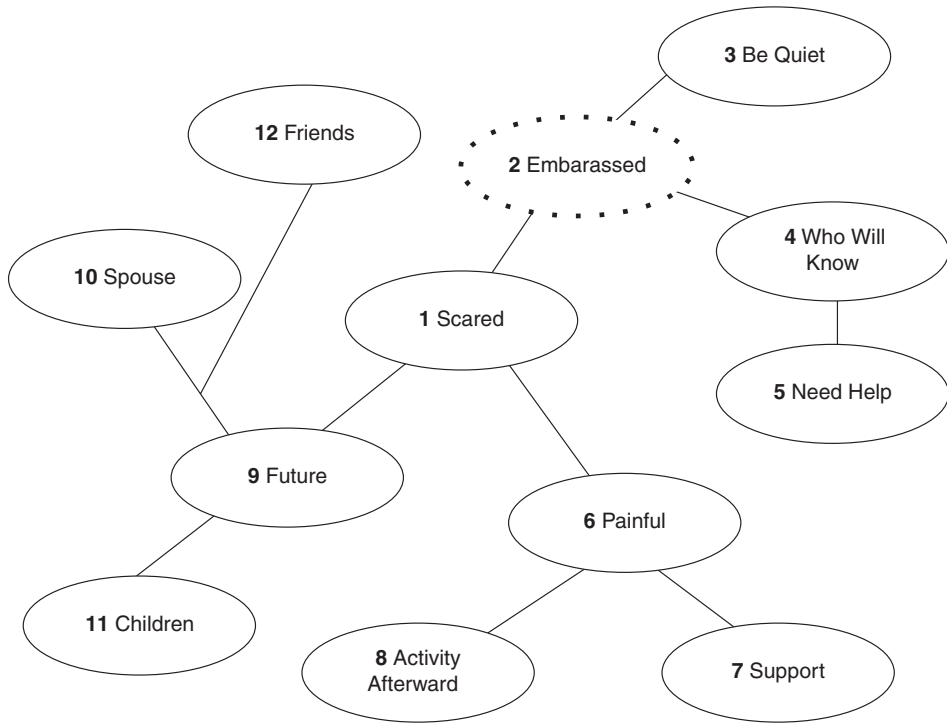 3 Be Quiet
12 Friends
2 Embarassed
4 Who Will
Know
10 Spouse
1 Scared
5 Need Help
9 Future
6 Painful
11 Children
8 Activity
Afterward
7 Support